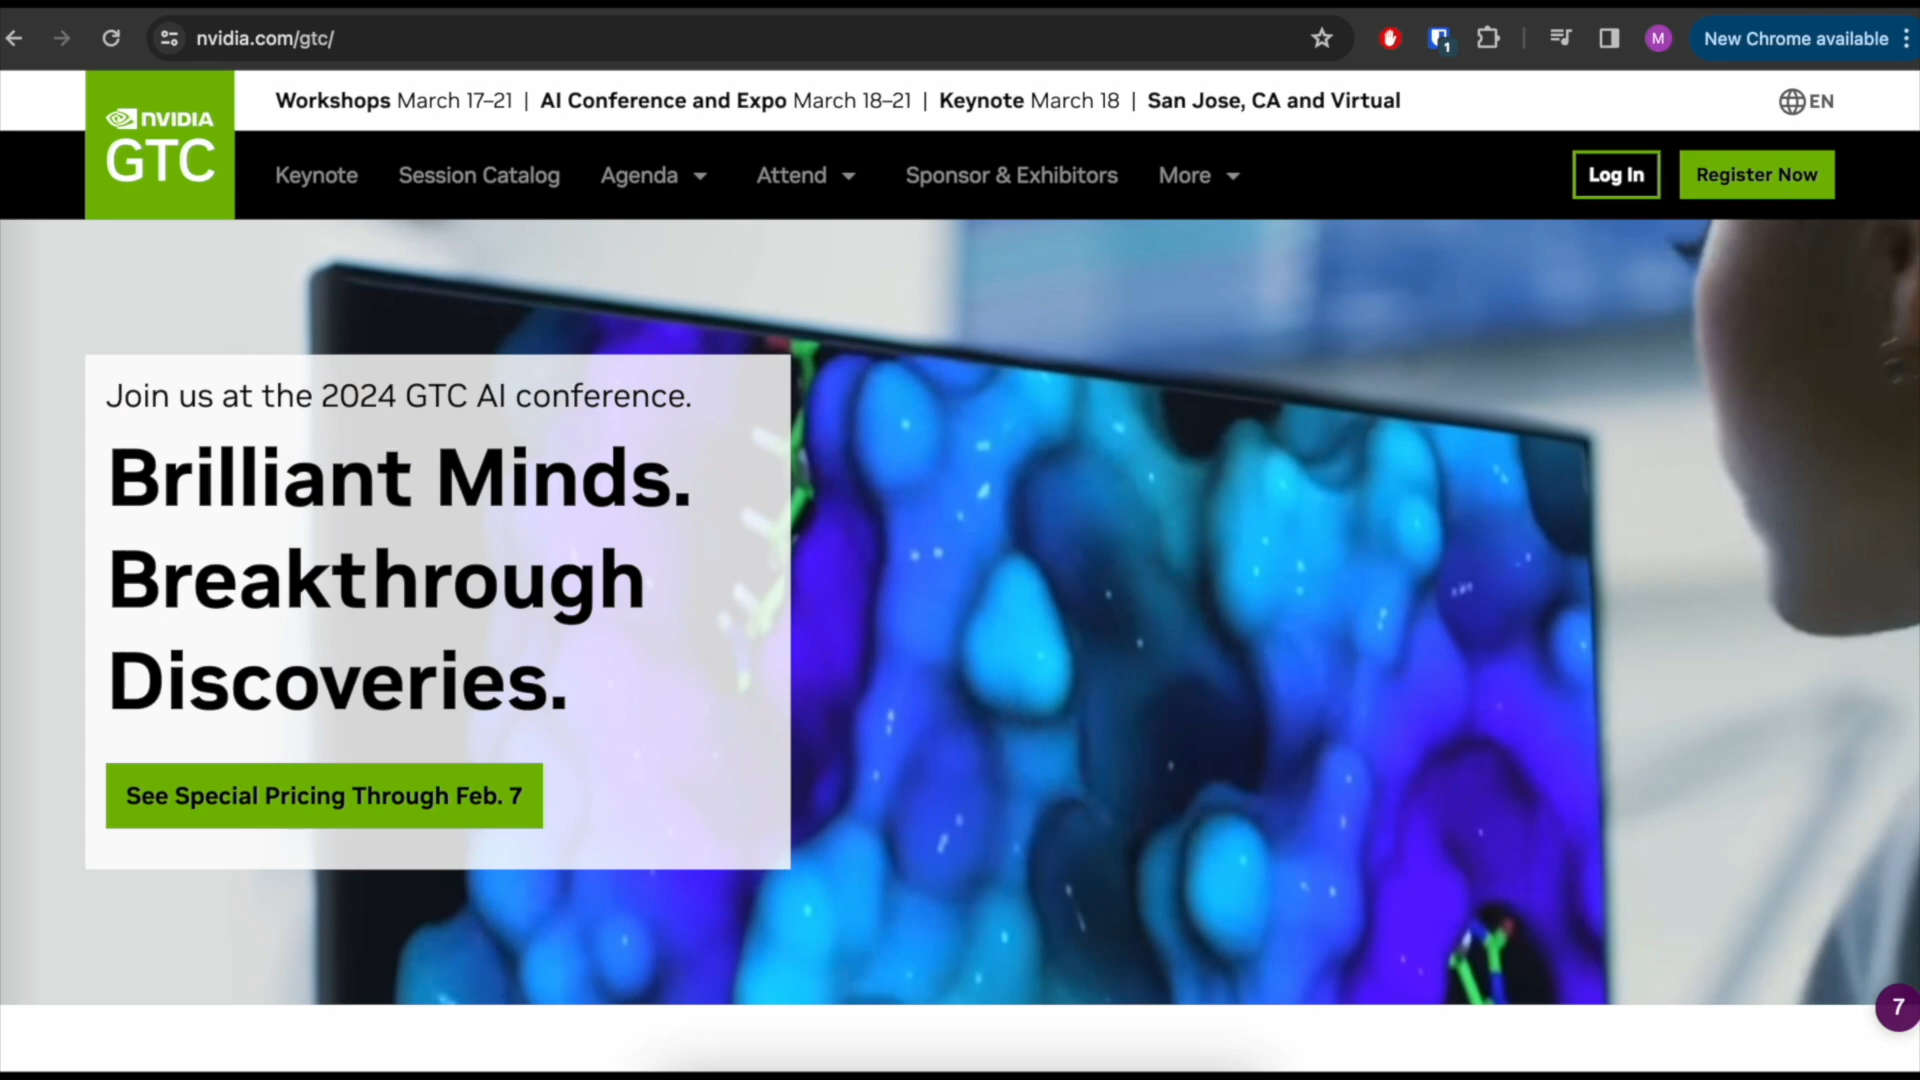 nvidia.com/gtc/
1
M
New Chrome available
NVIDIA
GTC
Workshops March 17–21 | AI Conference and Expo March 18–21 | Keynote March 18 | San Jose, CA and Virtual
EN
Keynote Session Catalog Agenda Attend Sponsor & Exhibitors More
Log In
Register Now
Join us at the 2024 GTC AI conference.
Brilliant Minds.
Breakthrough
Discoveries.
See Special Pricing Through Feb. 7
7